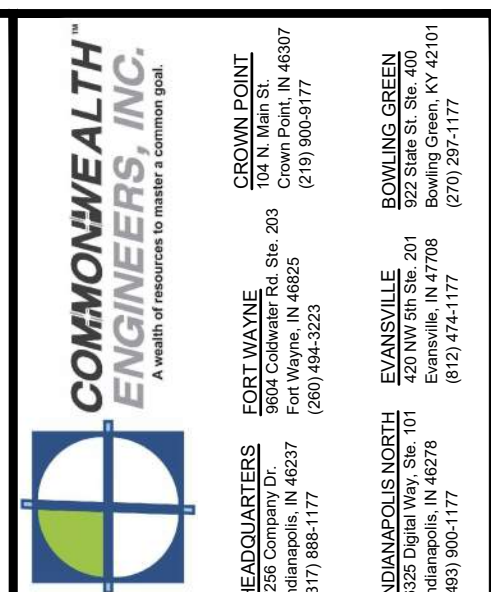 COMMONWEALTH™
ENGINEERS, INC.
A wealth of resources to master a common goal.
HEADQUARTERS
256 Company Dr.
ndianapolis, IN 46237
317) 888-1177
FORT WAYNE
9604 Coldwater Rd. Ste. 203
Fort Wayne, IN 46825
(260) 494-3223
CROWN POINT
104 N. Main St.
Crown Point, IN 46307
(219) 900-9177
NDIANAPOLIS NORTH
6325 Digital Way, Ste. 101
ndianapolis, IN 46278
493) 900-1177
EVANSVILLE
420 NW 5th Ste. 201
Evansville, IN 47708
(812) 474-1177
BOWLING GREEN
922 State St. Ste. 400
Bowling Green, KY 42101
(270) 297-1177